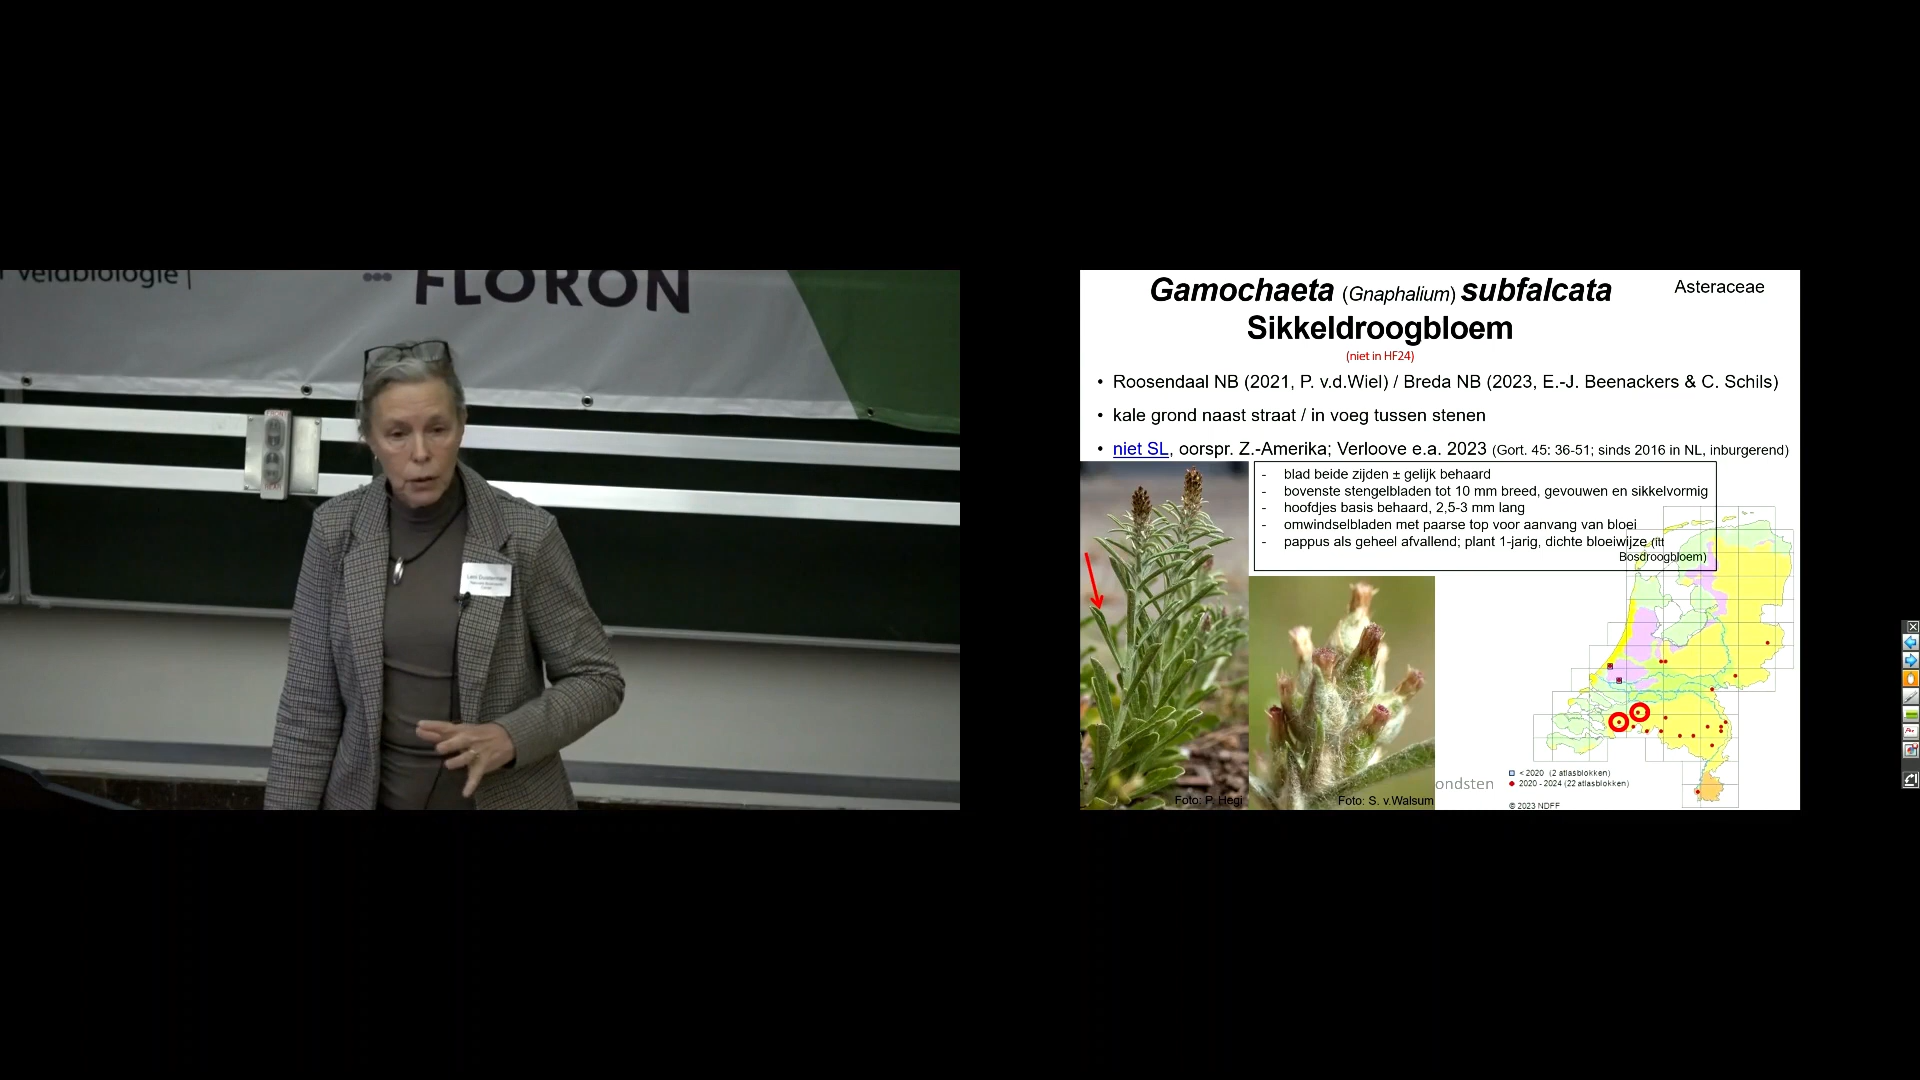 veldbiologie |
FLORON
Gamochaeta (Gnaphalium) subfalcata
Asteraceae
Sikkeldroogbloem
(niet in HF24)
• Roosendaal NB (2021, P. v.d.Wiel) / Breda NB (2023, E.-J. Beenackers & C. Schils)
• kale grond naast straat / in voeg tussen stenen
• niet SL, oorspr. Z.-Amerika; Verloove e.a. 2023 (Gort. 45: 36-51; sinds 2016 in NL, inburgerend)
- blad beide zijden ± gelijk behaard
- bovenste stengelbladen tot 10 mm breed, gevouwen en sikkelvormig
- hoofdjes basis behaard, 2,5-3 mm lang
- omwindselbladen met paarse top voor aanvang van bloei
- pappus als geheel afvallend; plant 1-jarig, dichte bloeiwijze (itt
Bosdroogbloem)
Foto: P. Hegi
Foto: S. v.Walsum
ondsten
< 2020 (2 atlasblokken)
2020 - 2024 (22 atlasblokken)
© 2023 NDFF